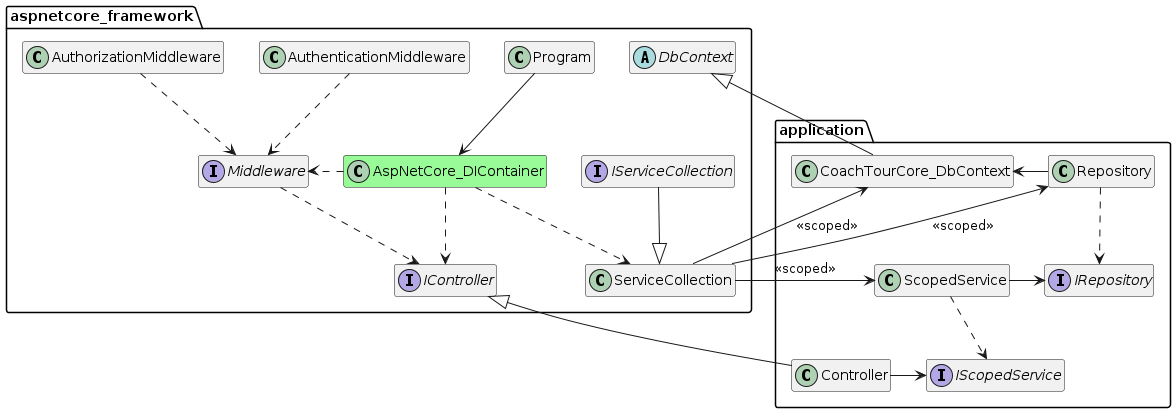 aspnetcore_framework
C AuthorizationMiddleware
C AuthenticationMiddleware
C Program
A DbContext
application
I Middleware
C AspNetCore_DIContainer
I IServiceCollection
C CoachTourCore_DbContext
C Repository
«scoped»
«scoped»
«scoped»
I IController
C ServiceCollection
C ScopedService
I IRepository
C Controller
I IScopedService